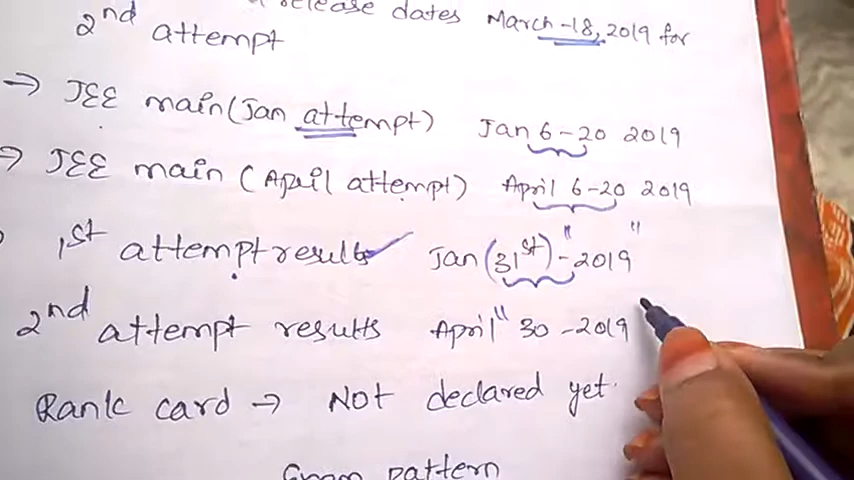 release dates March-18, 2019 for
2nd attempt
→ JEE main (Jan attempt) Jan 6-20 2019
→ JEE main (April attempt) April 6-20 2019
1st attempt results Jan (31st)"-2019"
2nd attempt results April" 30-2019
Rank card → Not declared yet.
Exam pattern